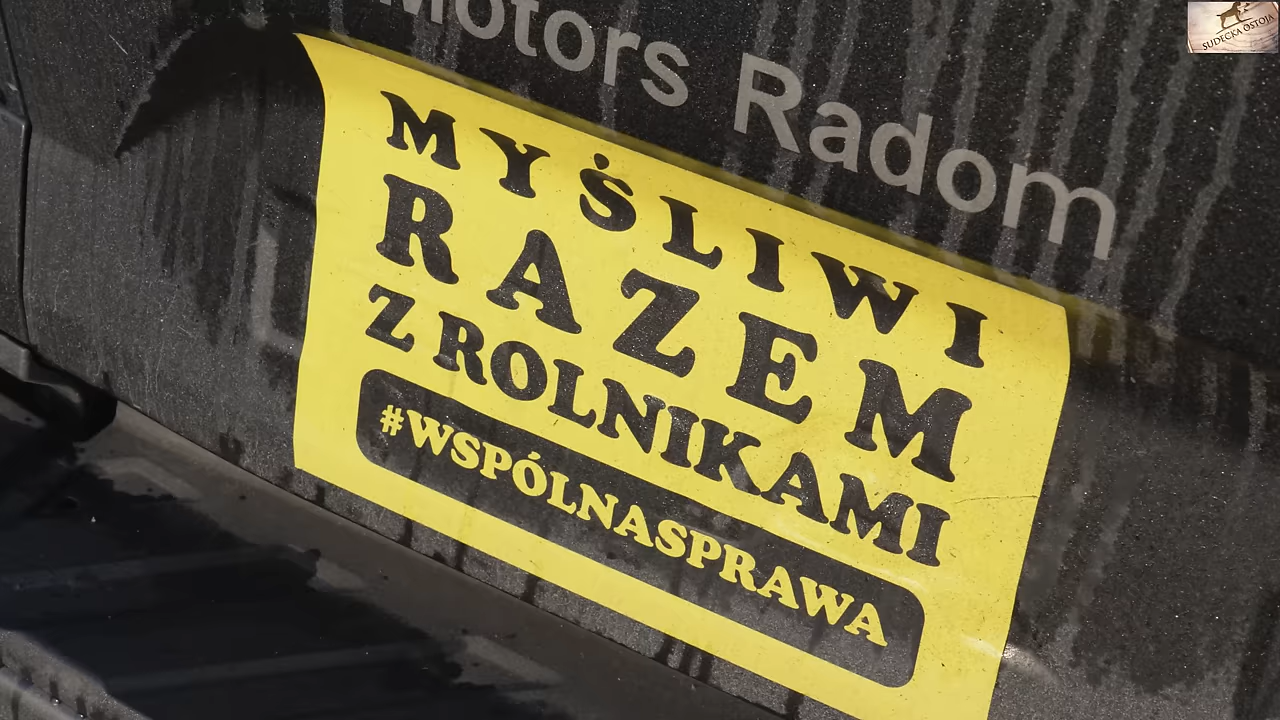 Motors Radom
MYŚLIWI
RAZEM
Z ROLNIKAMI
#WSPÓLNASPRAWA
SUDECKA OSTOJA